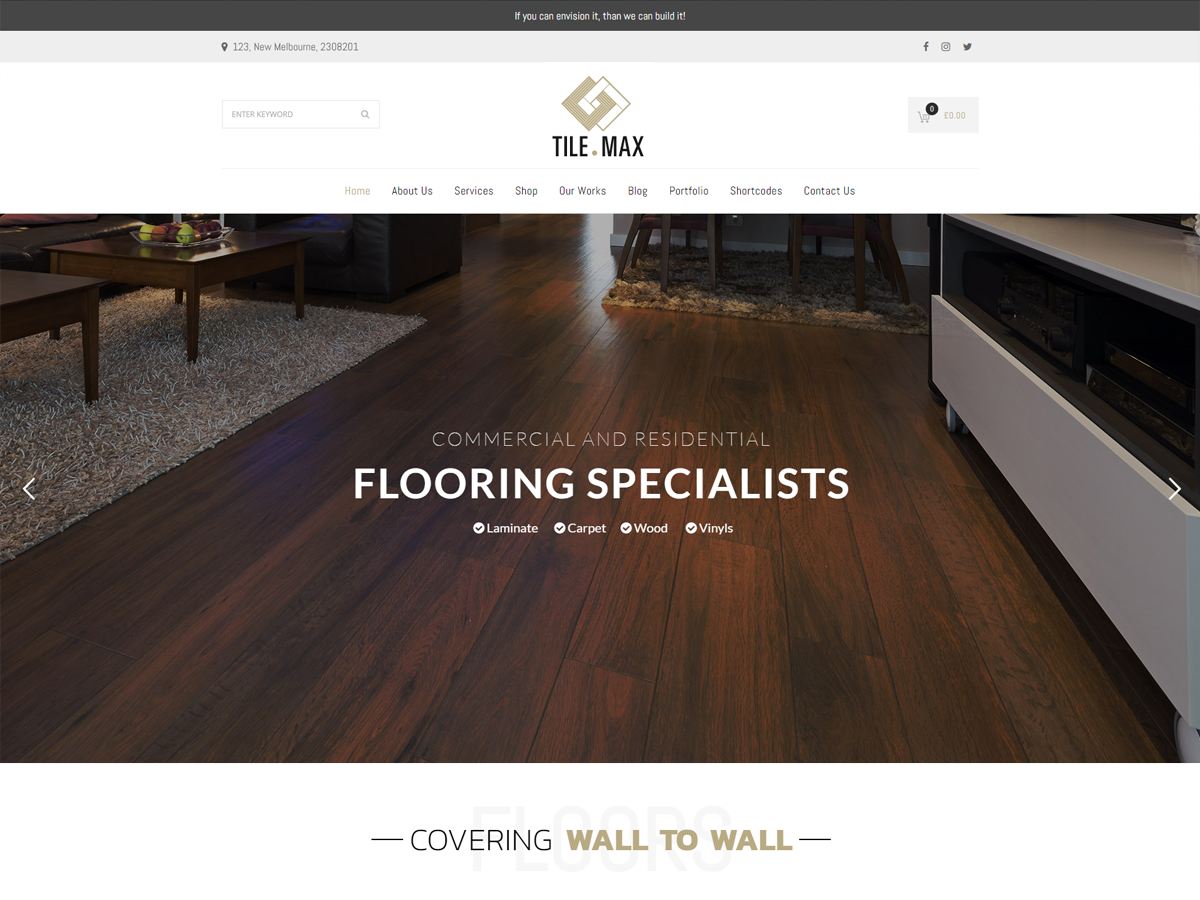 If you can envision it, than we can build it!
123, New Melbourne, 2308201
ENTER KEYWORD
TILE.MAX
0
£0.00
Home About Us Services Shop Our Works Blog Portfolio Shortcodes Contact Us
COMMERCIAL AND RESIDENTIAL
FLOORING SPECIALISTS
Laminate Carpet Wood Vinyls
FLOORS
COVERING WALL TO WALL